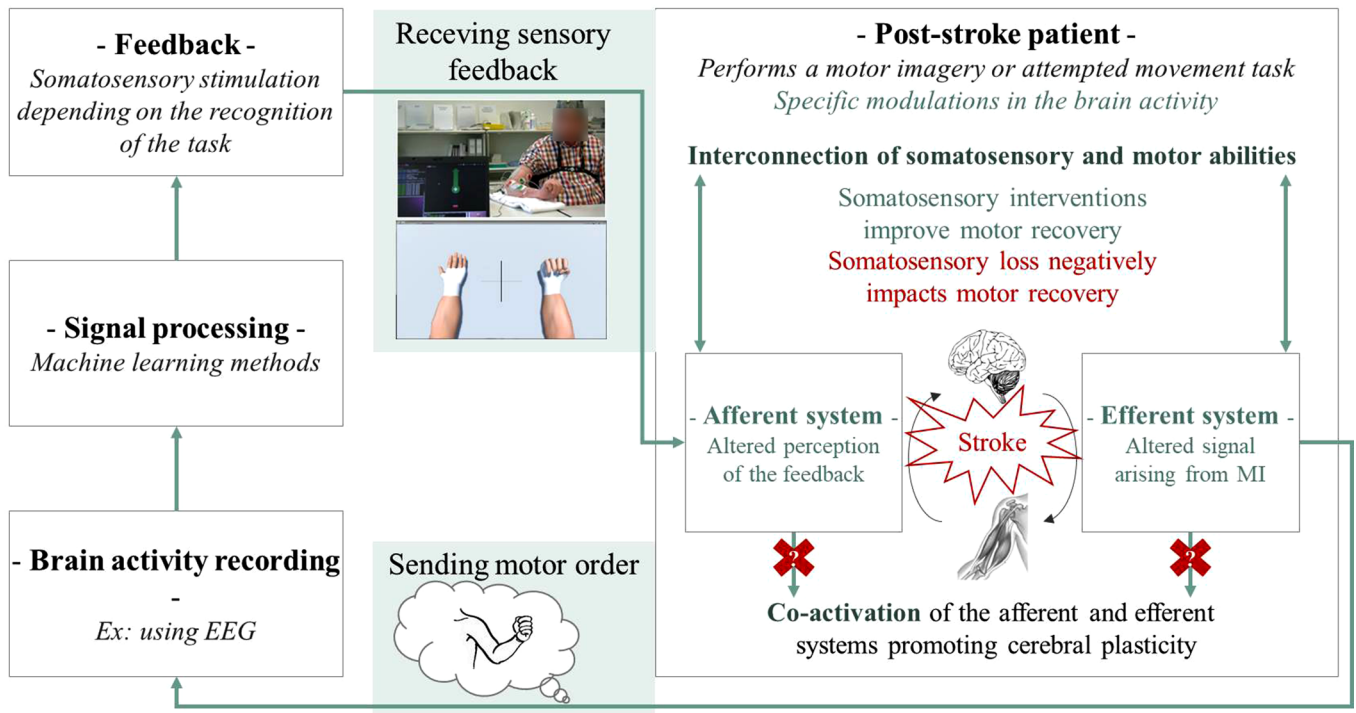 - Feedback -
Somatosensory stimulation
depending on the recognition
of the task
- Signal processing -
Machine learning methods
- Brain activity recording
-
Ex: using EEG
Receving sensory
feedback
Sending motor order
- Post-stroke patient -
Performs a motor imagery or attempted movement task
Specific modulations in the brain activity
Interconnection of somatosensory and motor abilities
Somatosensory interventions
improve motor recovery
Somatosensory loss negatively
impacts motor recovery
- Afferent system -
Altered perception
of the feedback
Stroke
- Efferent system -
Altered signal
arising from MI
?
?
Co-activation of the afferent and efferent
systems promoting cerebral plasticity